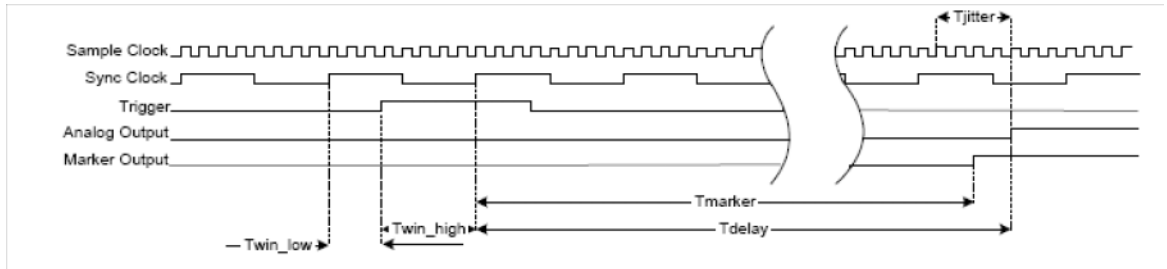 Tjitter
Sample Clock
Sync Clock
Trigger
Analog Output
Marker Output
Tmarker
Twin_high
Tdelay
Twin_low